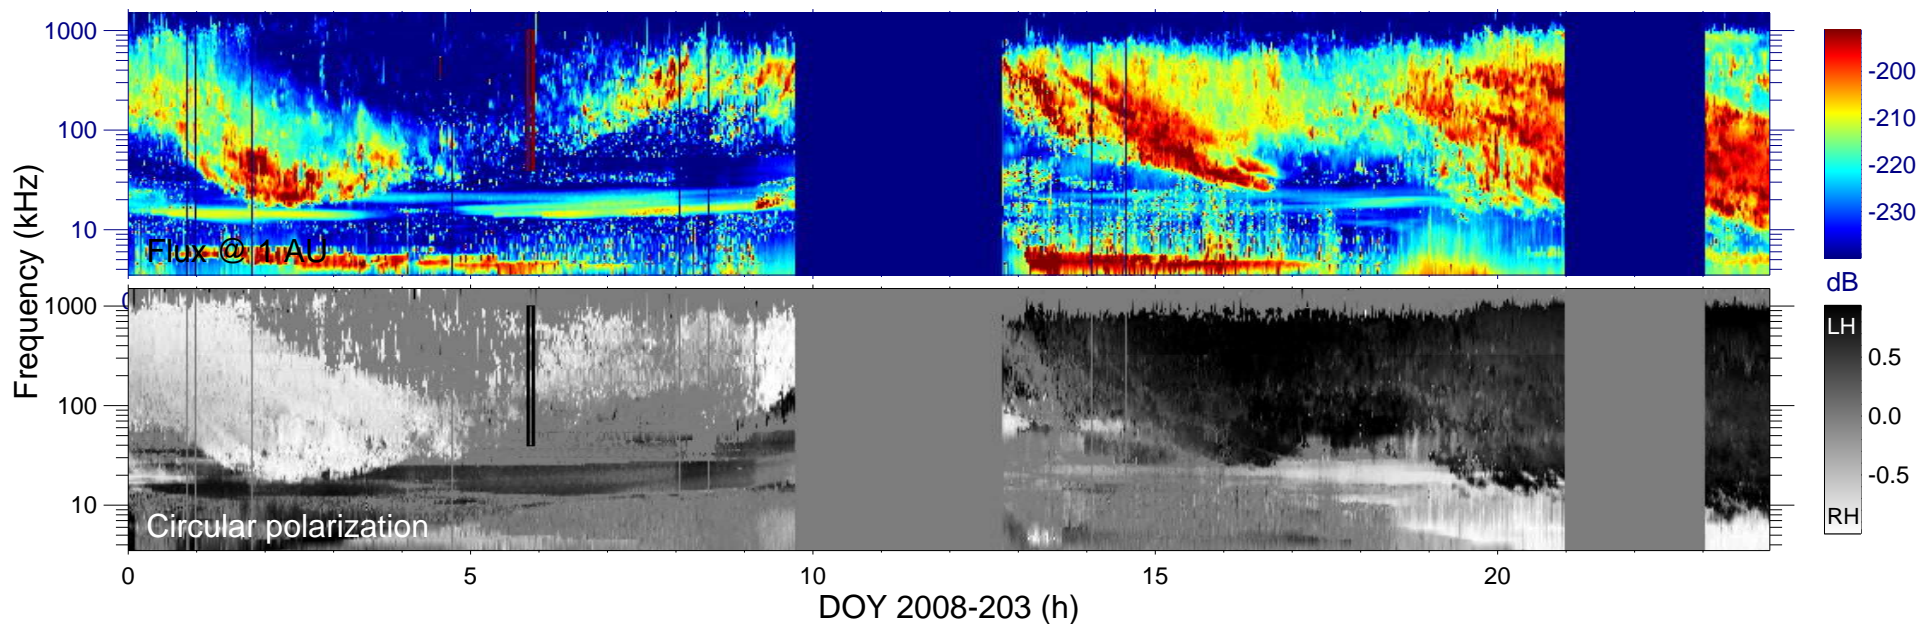 Frequency (kHz)
1000
100
10
Flux @ 1 AU
-200
-210
-220
-230
dB
0
1000
100
10
Circular polarization
LH
0.5
0.0
-0.5
RH
0 5 10 15 20
DOY 2008-203 (h)